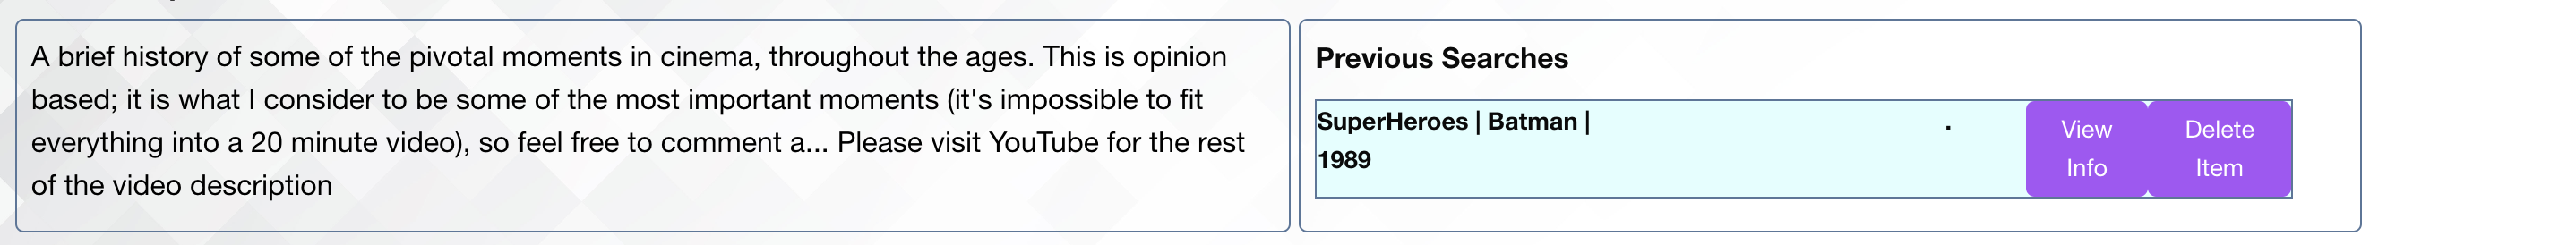 A brief history of some of the pivotal moments in cinema, throughout the ages. This is opinion
based; it is what I consider to be some of the most important moments (it's impossible to fit
everything into a 20 minute video), so feel free to comment a... Please visit YouTube for the rest
of the video description
Previous Searches
SuperHeroes | Batman |
1989
.
View
Info
Delete
Item